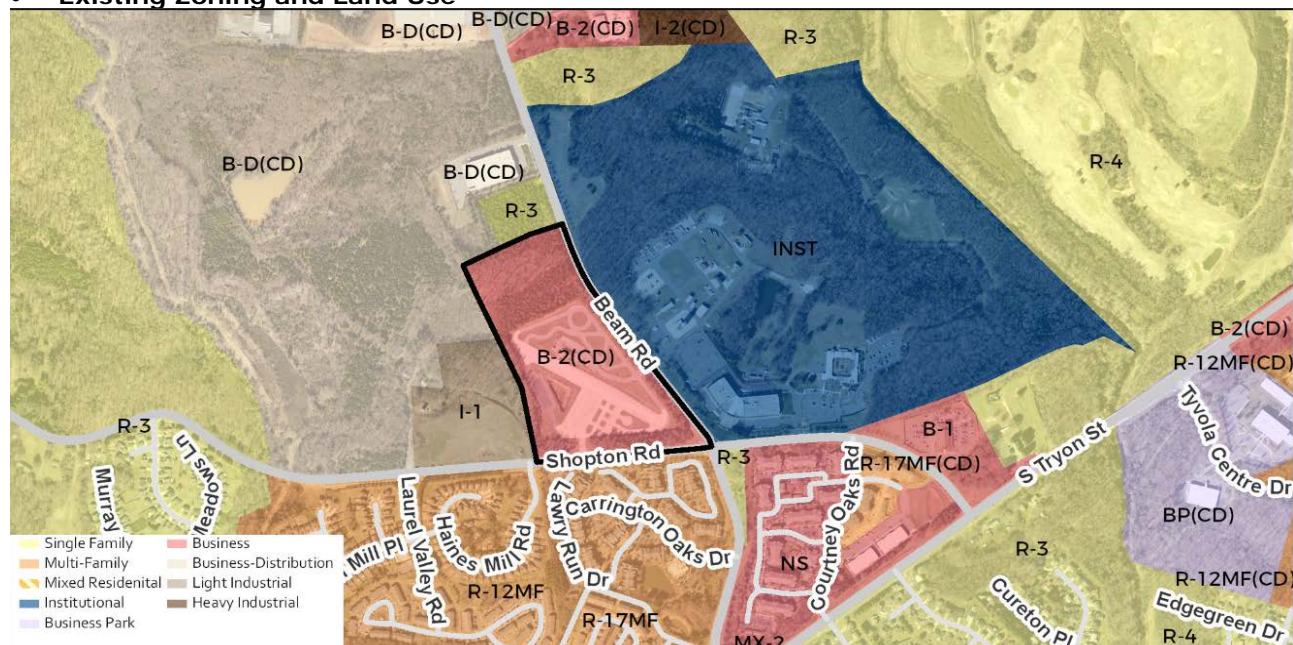 • Existing Zoning and Land Use
B-D(CD)
B-D(CD)
B-2(CD)
I-2(CD)
R-3
R-3
B-D(CD)
B-D(CD)
R-4
R-3
INST
Beam Rd
B-2(CD)
B-2(CD)
R-12MF(CD)
I-1
Tyvola Centre Dr
R-3
B-1
Shopton Rd
R-3
R-17MF(CD)
S Tryon St
Murray
Meadows Ln
Mill Pl
Laurel Valley Rd
Haines Mill Rd
Lawry Run Dr
Carrington Oaks Dr
Courtney Oaks Rd
BP(CD)
R-3
NS
R-12MF
R-17MF
R-12MF(CD)
Cureton Pl
Edgegreen Dr
R-4
MX-2
Single Family
Multi-Family
Mixed Residenital
Institutional
Business Park
Business
Business-Distribution
Light Industrial
Heavy Industrial